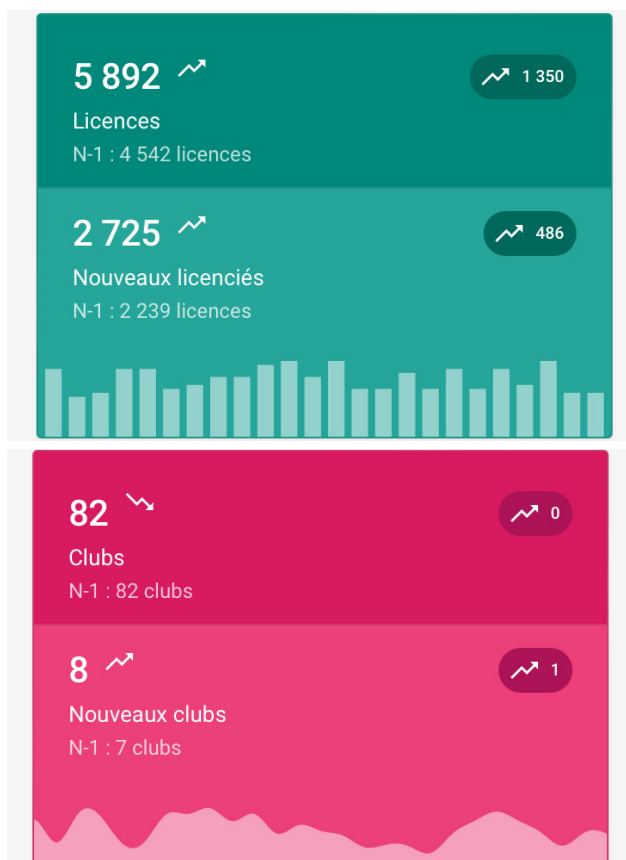 5 892
1 350
Licences
N-1 : 4 542 licences
2 725
486
Nouveaux licenciés
N-1 : 2 239 licences
82
0
Clubs
N-1 : 82 clubs
8
1
Nouveaux clubs
N-1 : 7 clubs